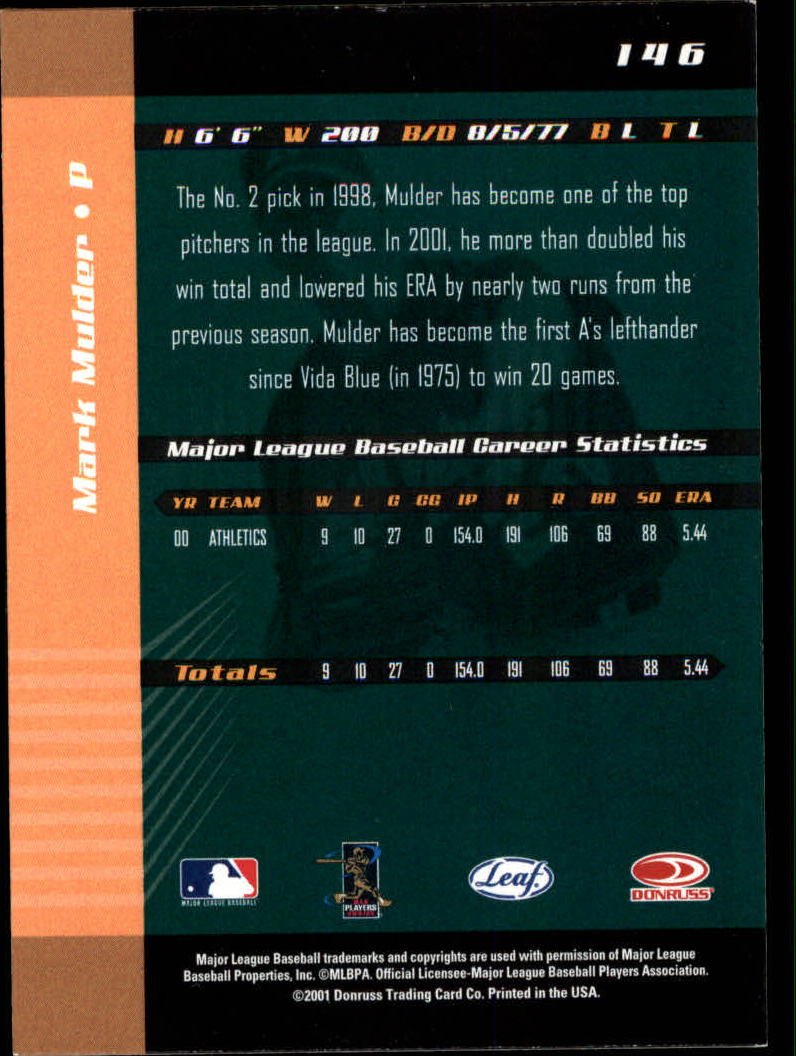 146
Mark Mulder • P
H 6' 6" W 200 B/D 8/5/77 B L T L
The No. 2 pick in 1998, Mulder has become one of the top
pitchers in the league. In 2001, he more than doubled his
win total and lowered his ERA by nearly two runs from the
previous season. Mulder has become the first A's lefthander
since Vida Blue (in 1975) to win 20 games.
Major League Baseball Career Statistics
YR TEAM W L G CG IP H R BB SO ERA
00 ATHLETICS 9 10 27 0 154.0 191 106 69 88 5.44
Totals 9 10 27 0 154.0 191 106 69 88 5.44
MAJOR LEAGUE BASEBALL
PLAYERS
CHOICE
Leaf
DONRUSS
Major League Baseball trademarks and copyrights are used with permission of Major League
Baseball Properties, Inc. ©MLBPA. Official Licensee-Major League Baseball Players Association.
©2001 Donruss Trading Card Co. Printed in the USA.